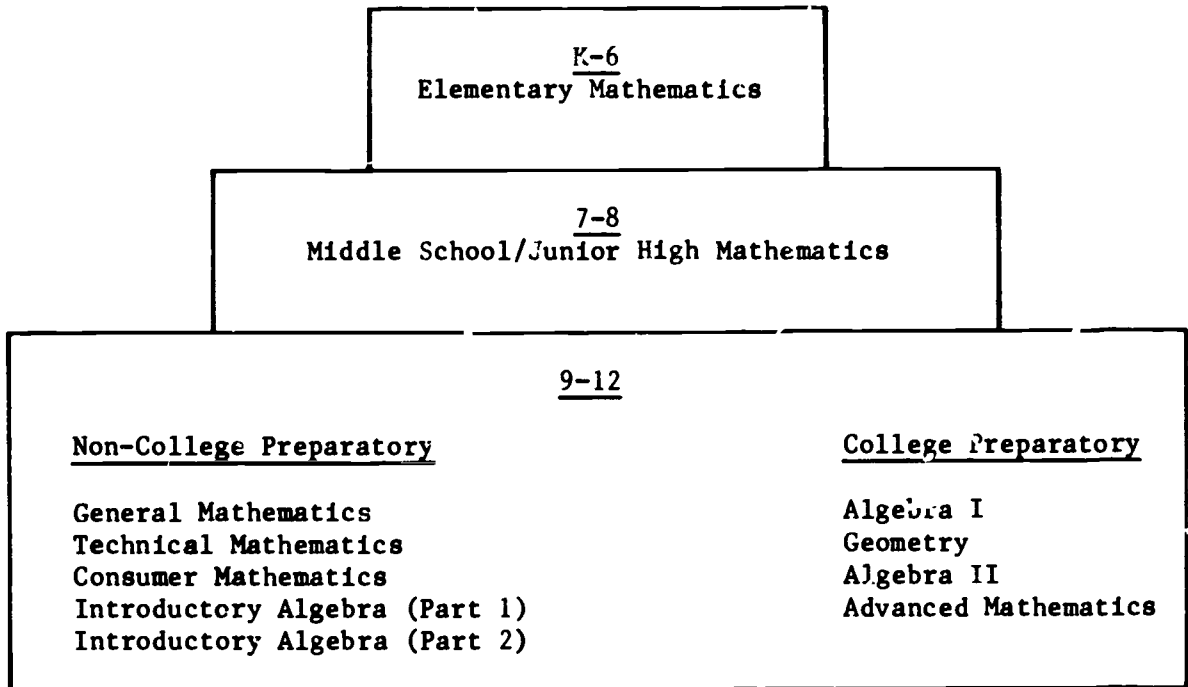 K-6
Elementary Mathematics
7-8
Middle School/Junior High Mathematics
9-12
Non-College Preparatory
General Mathematics
Technical Mathematics
Consumer Mathematics
Introductory Algebra (Part 1)
Introductory Algebra (Part 2)
College Preparatory
Algebra I
Geometry
Algebra II
Advanced Mathematics